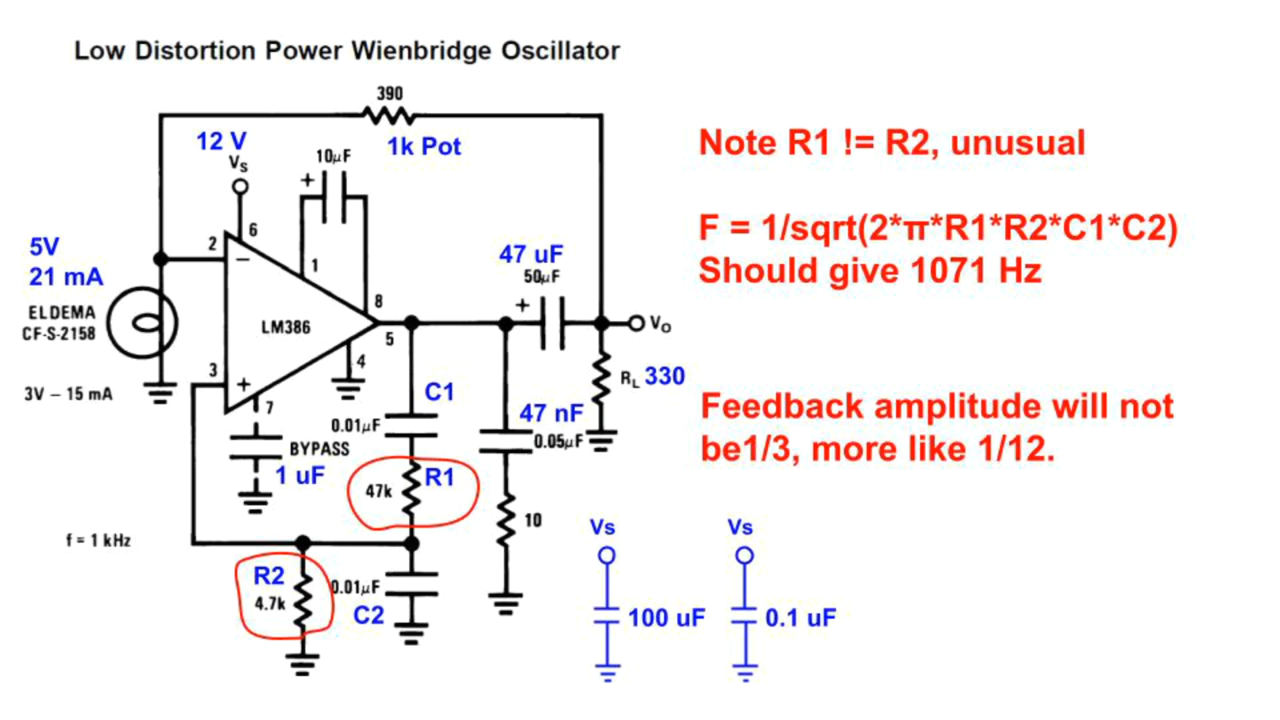 Low Distortion Power Wienbridge Oscillator
390
1k Pot
12 V
Vs
10µF
+
6
2
−
1
5V
21 mA
ELDEMA
CF-S-2158
3V – 15 mA
LM386
8
5
4
3
+
7
BYPASS
1 uF
47 uF
50µF
+
Vo
RL 330
C1
0.01µF
47 nF
0.05µF
R1
47k
10
f = 1 kHz
R2
4.7k
0.01µF
C2
Note R1 != R2, unusual
F = 1/sqrt(2*π*R1*R2*C1*C2)
Should give 1071 Hz
Feedback amplitude will not
be1/3, more like 1/12.
Vs
100 uF
Vs
0.1 uF